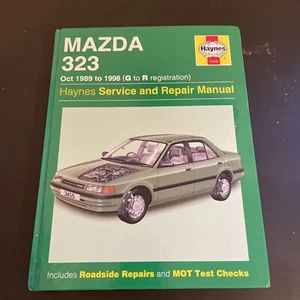 MAZDA
323
Haynes
Oct 1989 to 1998 (G to R registration)
Haynes Service and Repair Manual
Includes Roadside Repairs and MOT Test Checks